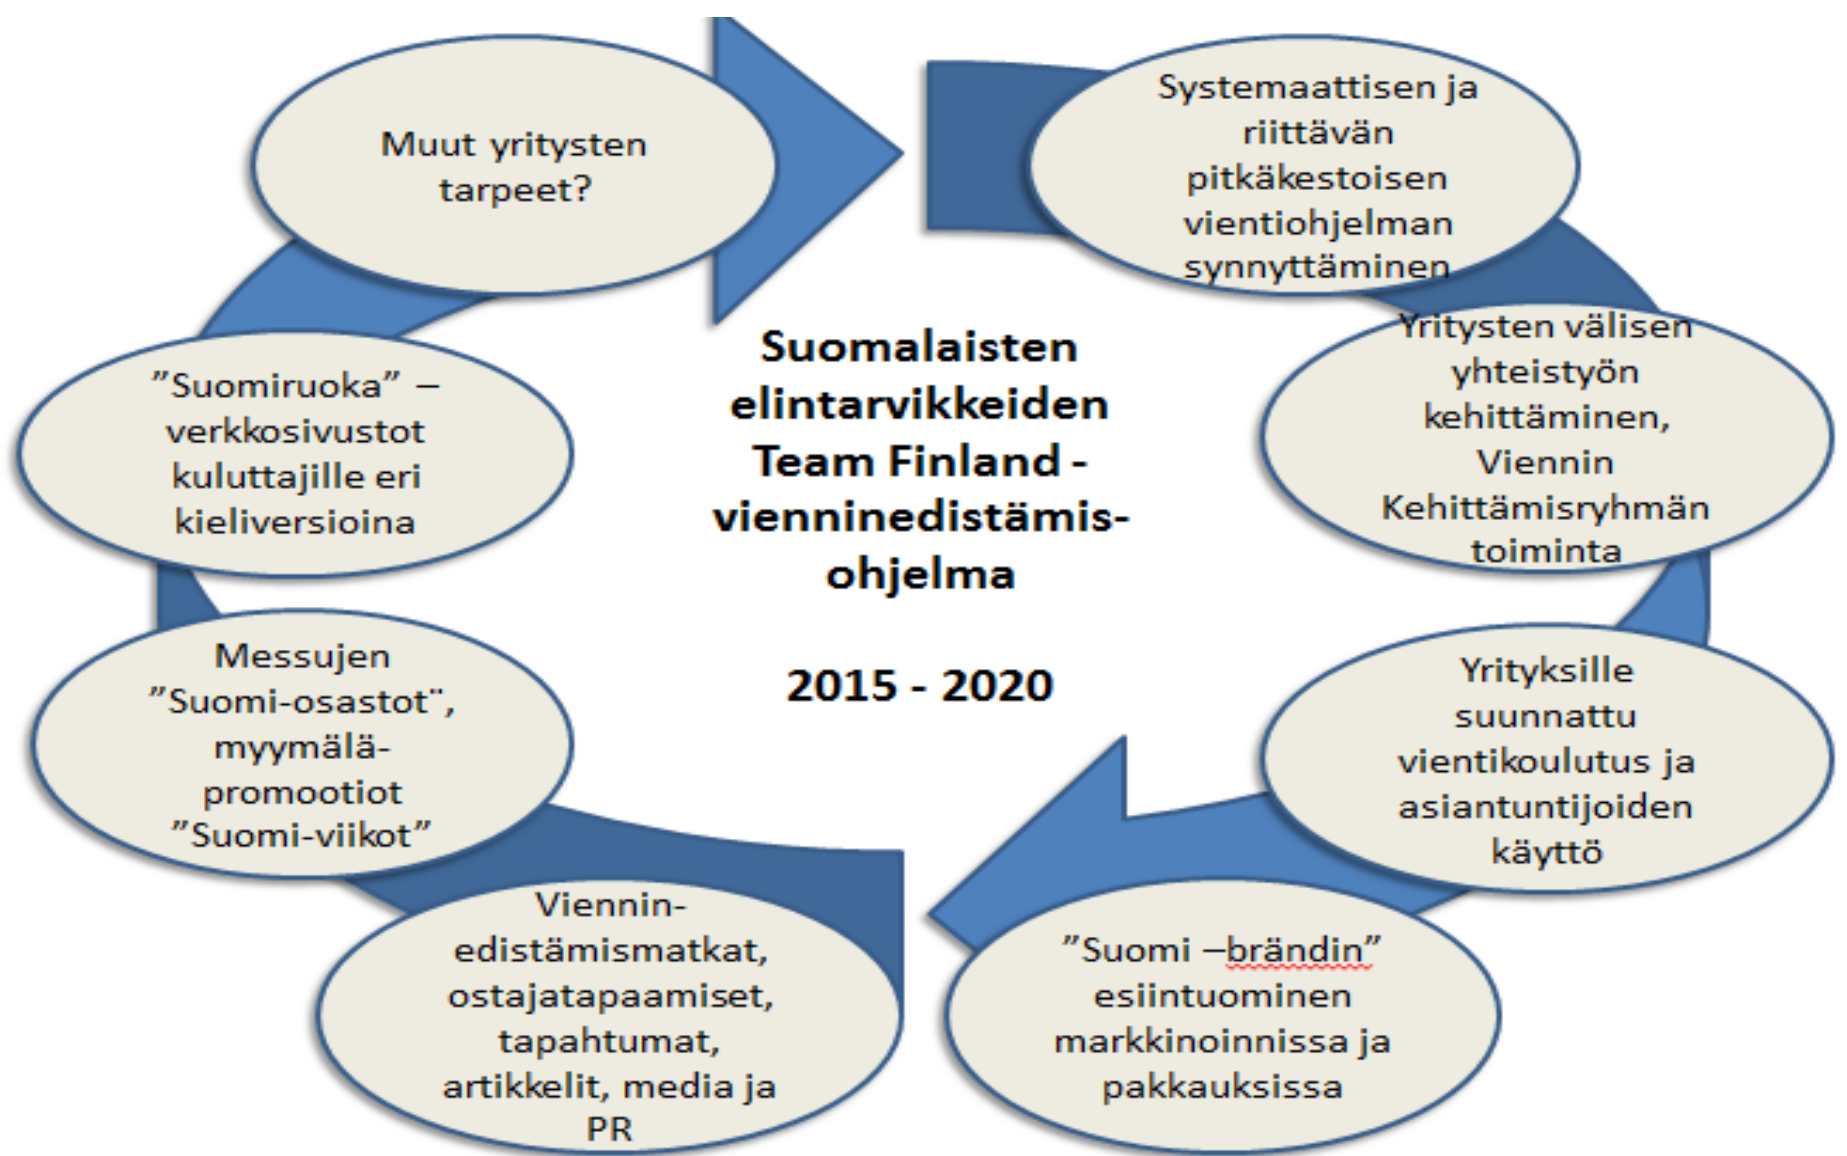 Muut yritysten
tarpeet?
Systemaattisen ja
riittävän
pitkäkestoisen
vientiohjelman
synnyttäminen
Yritysten välisen
yhteistyön
kehittäminen,
Viennin
Kehittämisryhmän
toiminta
Yrityksille
suunnattu
vientikoulutus ja
asiantuntijoiden
käyttö
”Suomi –brändin”
esiintuominen
markkinoinnissa ja
pakkauksissa
Viennin-
edistämismatkat,
ostajatapaamiset,
tapahtumat,
artikkelit, media ja
PR
Messujen
”Suomi-osastot¨,
myymälä-
promootiot
”Suomi-viikot”
”Suomiruoka” –
verkkosivustot
kuluttajille eri
kieliversioina
Suomalaisten
elintarvikkeiden
Team Finland -
vienninedistämis-
ohjelma
2015 - 2020